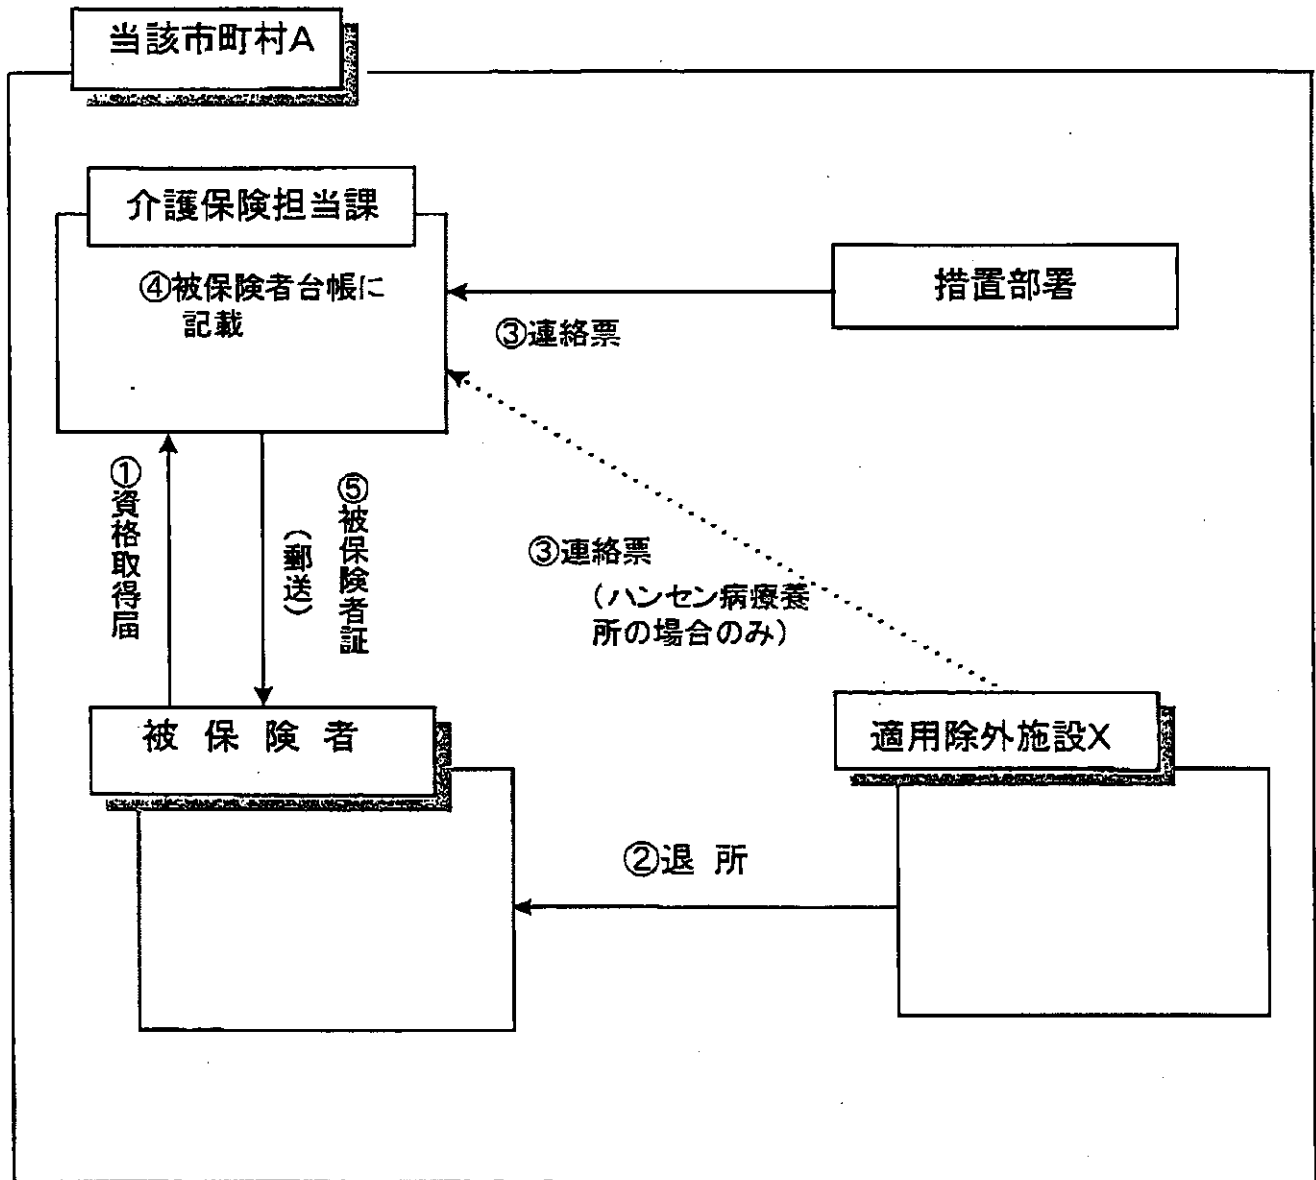 当該市町村A
介護保険担当課
④被保険者台帳に
記載
措置部署
③連絡票
①資格取得届
⑤被保険者証
（郵送）
③連絡票
（ハンセン病療養
所の場合のみ）
被保険者
適用除外施設X
②退所